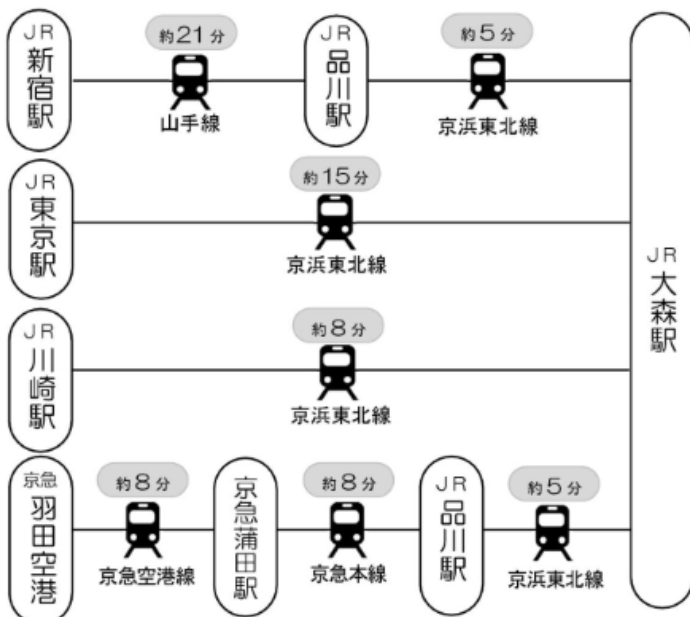 JR 新宿駅
約21分
山手線
JR 品川駅
約5分
京浜東北線
JR 東京駅
約15分
京浜東北線
JR 川崎駅
約8分
京浜東北線
京急 羽田空港
約8分
京急空港線
京急蒲田駅
約8分
京急本線
JR 品川駅
約5分
京浜東北線
JR 大森駅